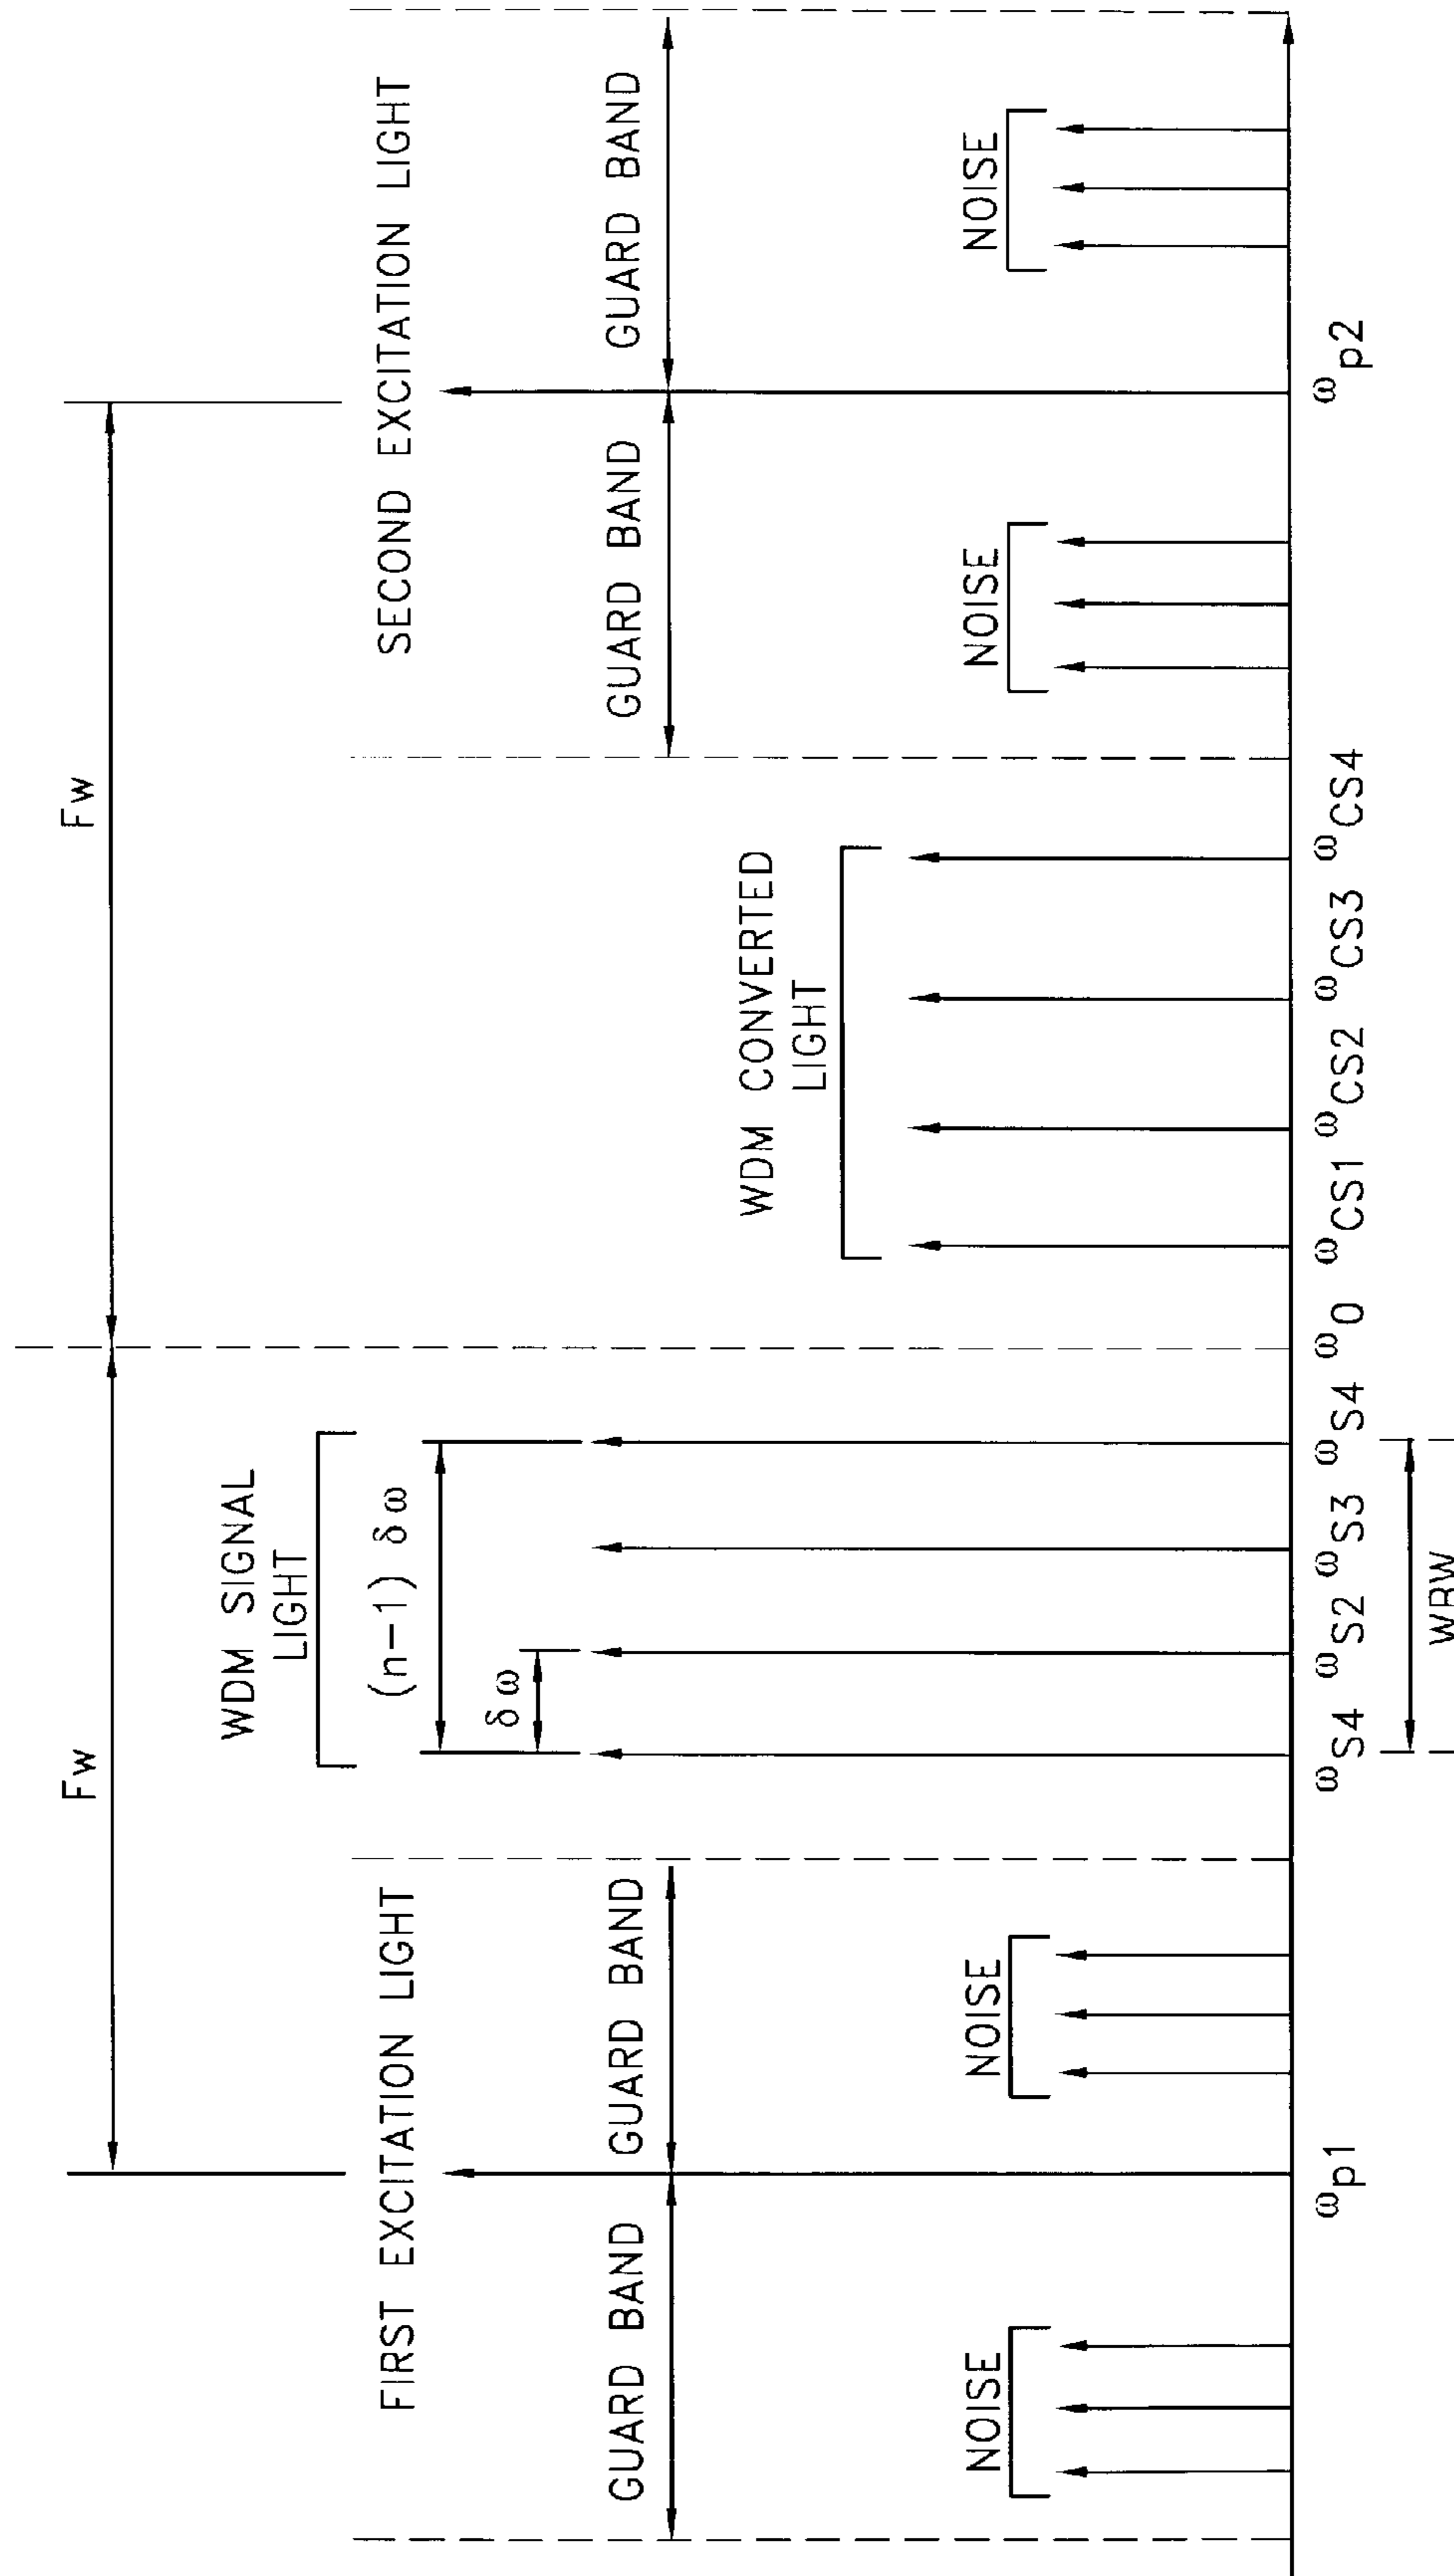 Fw
Fw
FIRST EXCITATION LIGHT
WDM SIGNAL
LIGHT
SECOND EXCITATION LIGHT
(n-1) δω
δω
GUARD BAND
GUARD BAND
GUARD BAND
GUARD BAND
WDM CONVERTED
LIGHT
NOISE
NOISE
NOISE
NOISE
ωp1
ωS4
ωS2
ωS3
ωS4
ω0
ωCS1
ωCS2
ωCS3
ωCS4
ωp2
WBW